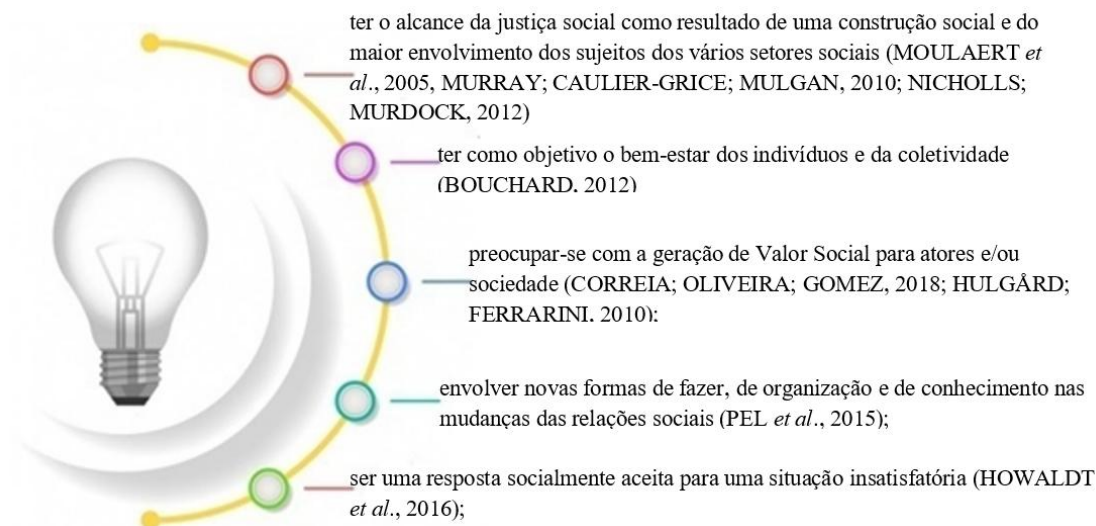 ter o alcance da justiça social como resultado de uma construção social e do
maior envolvimento dos sujeitos dos vários setores sociais (MOULAERT et
al., 2005, MURRAY; CAULIER-GRICE; MULGAN, 2010; NICHOLLS;
MURDOCK, 2012)
ter como objetivo o bem-estar dos indivíduos e da coletividade
(BOUCHARD, 2012)
preocupar-se com a geração de Valor Social para atores e/ou
sociedade (CORREIA; OLIVEIRA; GOMEZ, 2018; HULGÅRD;
FERRARINI, 2010);
envolver novas formas de fazer, de organização e de conhecimento nas
mudanças das relações sociais (PEL et al., 2015);
ser uma resposta socialmente aceita para uma situação insatisfatória (HOWALDT
et al., 2016);